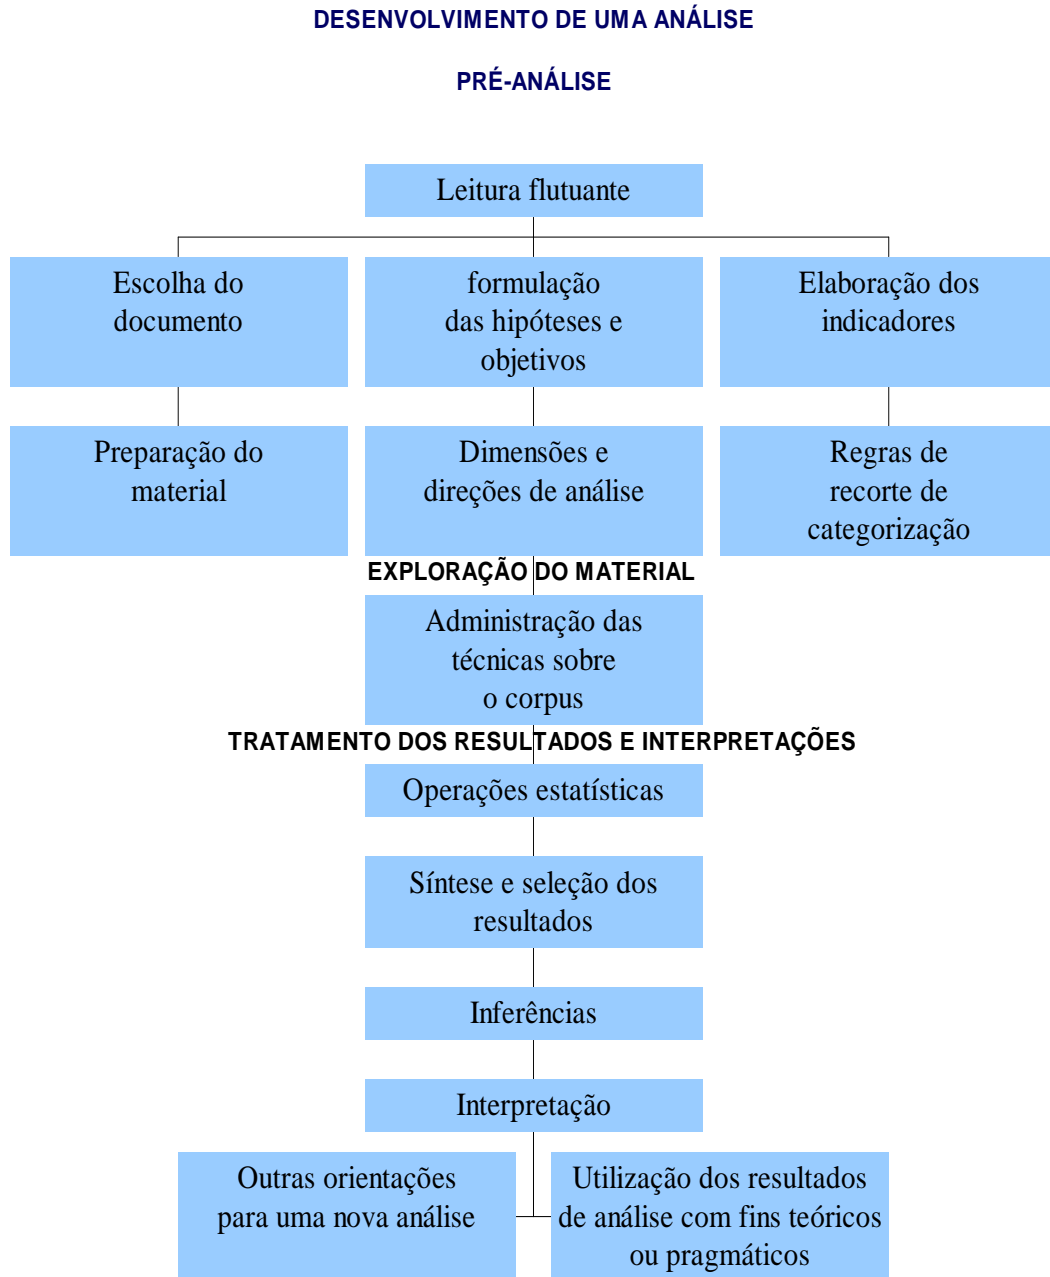 DESENVOLVIMENTO DE UMA ANÁLISE
PRÉ-ANÁLISE
Leitura flutuante
Escolha do
documento
formulação
das hipóteses e
objetivos
Elaboração dos
indicadores
Preparação do
material
Dimensões e
direções de análise
Regras de
recorte de
categorização
EXPLORAÇÃO DO MATERIAL
Administração das
técnicas sobre
o corpus
TRATAMENTO DOS RESULTADOS E INTERPRETAÇÕES
Operações estatísticas
Síntese e seleção dos
resultados
Inferências
Interpretação
Outras orientações
para uma nova análise
Utilização dos resultados
de análise com fins teóricos
ou pragmáticos